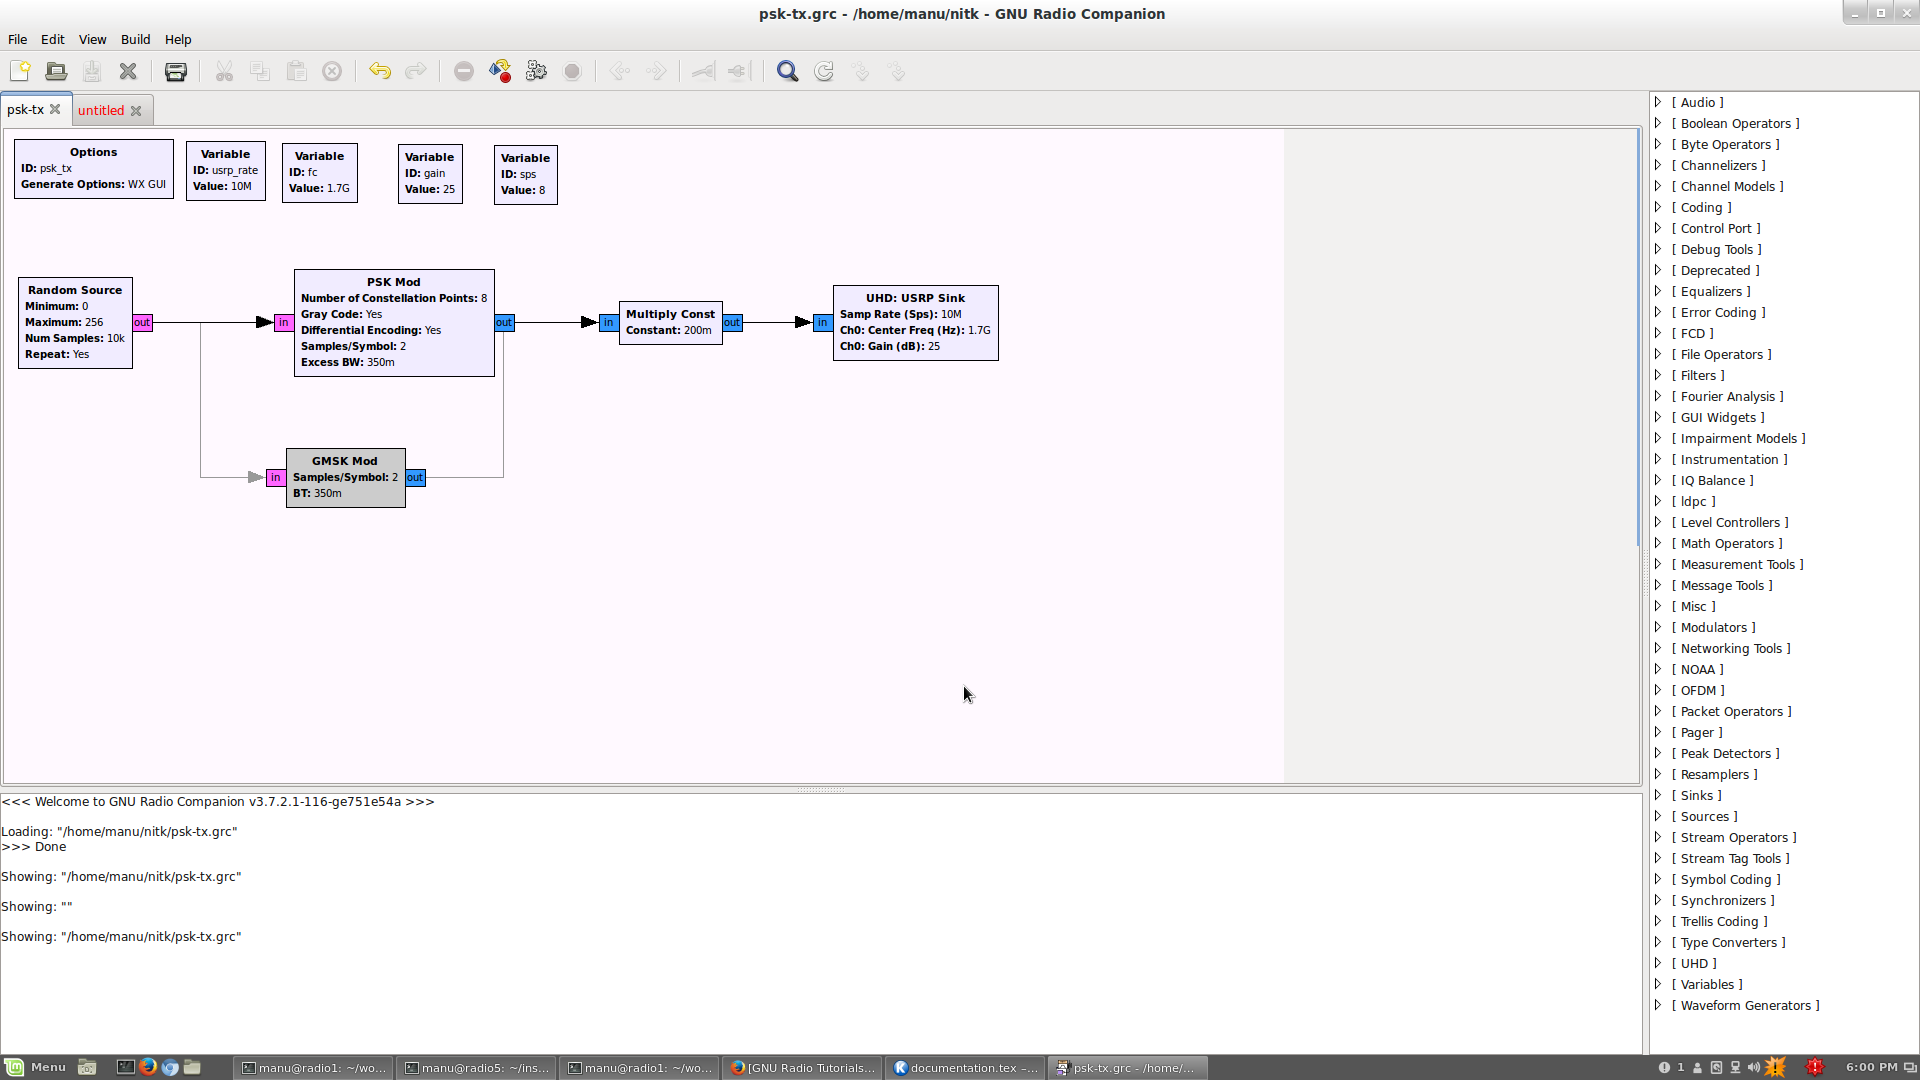 psk-tx.grc - /home/manu/nitk - GNU Radio Companion
File Edit View Build Help
psk-tx
untitled
Options
ID: psk_tx
Generate Options: WX GUI
Variable
ID: usrp_rate
Value: 10M
Variable
ID: fc
Value: 1.7G
Variable
ID: gain
Value: 25
Variable
ID: sps
Value: 8
Random Source
Minimum: 0
Maximum: 256
Num Samples: 10k
Repeat: Yes
out
in
PSK Mod
Number of Constellation Points: 8
Gray Code: Yes
Differential Encoding: Yes
Samples/Symbol: 2
Excess BW: 350m
out
in
Multiply Const
Constant: 200m
out
in
UHD: USRP Sink
Samp Rate (Sps): 10M
Ch0: Center Freq (Hz): 1.7G
Ch0: Gain (dB): 25
in
GMSK Mod
Samples/Symbol: 2
BT: 350m
out
<<< Welcome to GNU Radio Companion v3.7.2.1-116-ge751e54a >>>
Loading: "/home/manu/nitk/psk-tx.grc"
>>> Done
Showing: "/home/manu/nitk/psk-tx.grc"
Showing: ""
Showing: "/home/manu/nitk/psk-tx.grc"
[ Audio ]
[ Boolean Operators ]
[ Byte Operators ]
[ Channelizers ]
[ Channel Models ]
[ Coding ]
[ Control Port ]
[ Debug Tools ]
[ Deprecated ]
[ Equalizers ]
[ Error Coding ]
[ FCD ]
[ File Operators ]
[ Filters ]
[ Fourier Analysis ]
[ GUI Widgets ]
[ Impairment Models ]
[ Instrumentation ]
[ IQ Balance ]
[ ldpc ]
[ Level Controllers ]
[ Math Operators ]
[ Measurement Tools ]
[ Message Tools ]
[ Misc ]
[ Modulators ]
[ Networking Tools ]
[ NOAA ]
[ OFDM ]
[ Packet Operators ]
[ Pager ]
[ Peak Detectors ]
[ Resamplers ]
[ Sinks ]
[ Sources ]
[ Stream Operators ]
[ Stream Tag Tools ]
[ Symbol Coding ]
[ Synchronizers ]
[ Trellis Coding ]
[ Type Converters ]
[ UHD ]
[ Variables ]
[ Waveform Generators ]
Menu
manu@radio1: ~/wo...
manu@radio5: ~/ins...
manu@radio1: ~/wo...
[GNU Radio Tutorials...
documentation.tex –...
psk-tx.grc - /home/...
1
6:00 PM